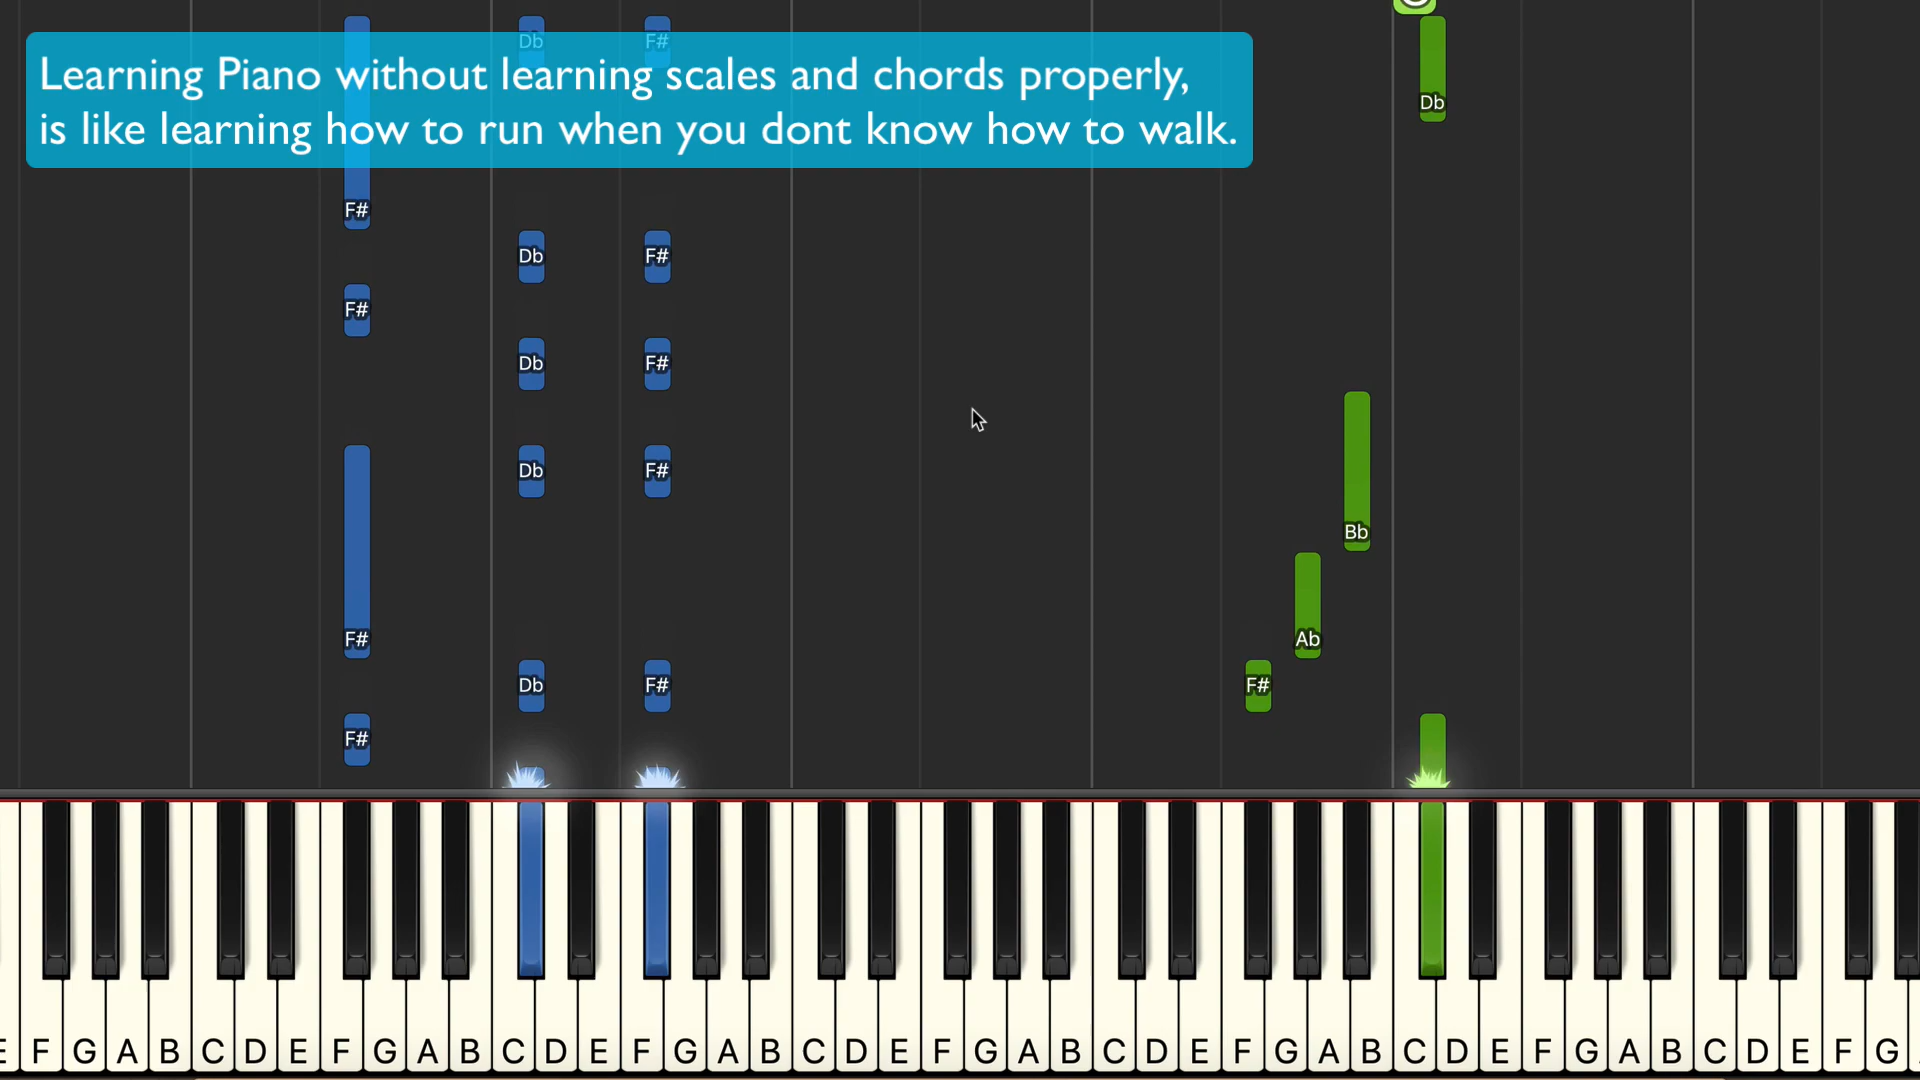 Db F#
Learning Piano without learning scales and chords properly,
is like learning how to run when you dont know how to walk.
Db
F#
Db F#
F#
Db F#
Db F#
Bb
F# Ab
Db F# F#
F#
E F G A B C D E F G A B C D E F G A B C D E F G A B C D E F G A B C D E F G A B C D E F G